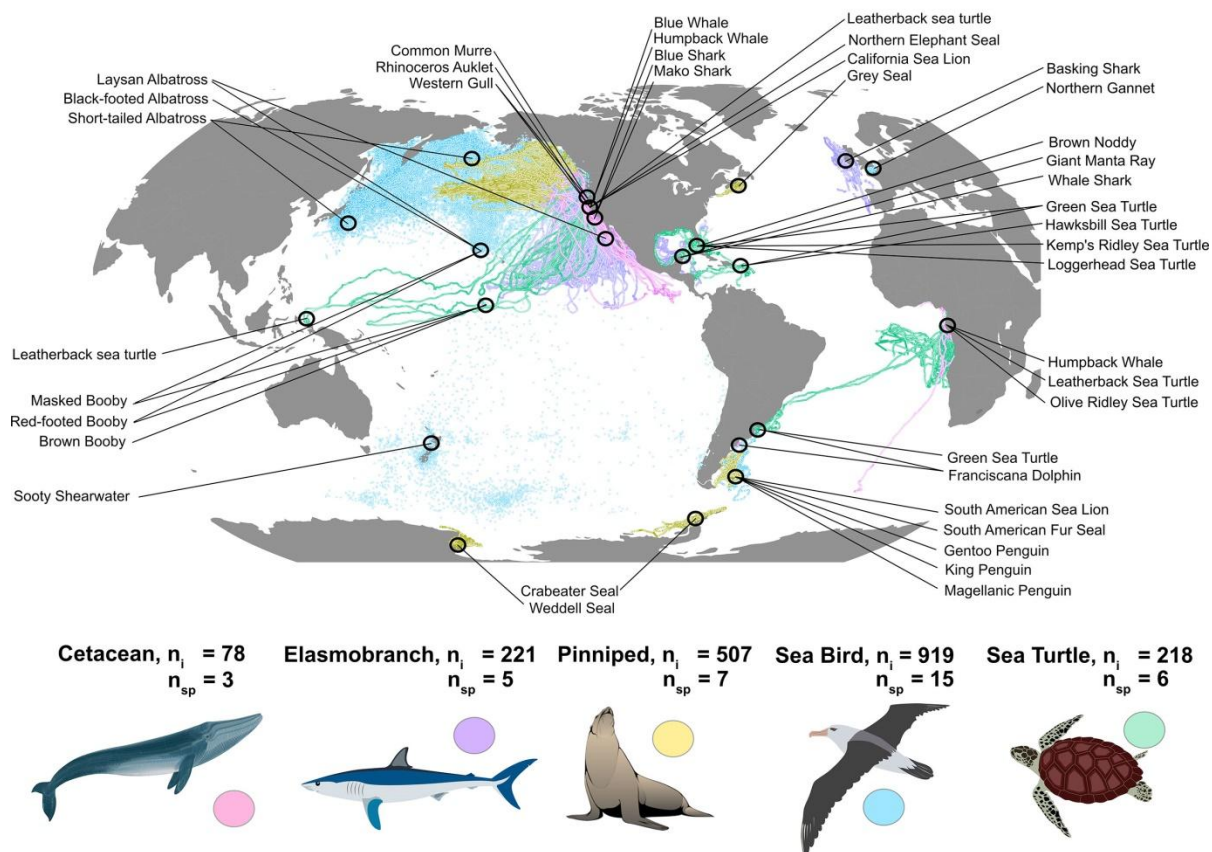 Laysan Albatross
Black-footed Albatross
Short-tailed Albatross
Common Murre
Rhinoceros Auklet
Western Gull
Blue Whale
Humpback Whale
Blue Shark
Mako Shark
Leatherback sea turtle
Northern Elephant Seal
California Sea Lion
Grey Seal
Basking Shark
Northern Gannet
Brown Noddy
Giant Manta Ray
Whale Shark
Green Sea Turtle
Hawksbill Sea Turtle
Kemp's Ridley Sea Turtle
Loggerhead Sea Turtle
Leatherback sea turtle
Masked Booby
Red-footed Booby
Brown Booby
Sooty Shearwater
Humpback Whale
Leatherback Sea Turtle
Olive Ridley Sea Turtle
Green Sea Turtle
Franciscana Dolphin
South American Sea Lion
South American Fur Seal
Gentoo Penguin
King Penguin
Magellanic Penguin
Crabeater Seal
Weddell Seal
Cetacean, ni = 78
nsp = 3
Elasmobranch, ni = 221
nsp = 5
Pinniped, ni = 507
nsp = 7
Sea Bird, ni = 919
nsp = 15
Sea Turtle, ni = 218
nsp = 6